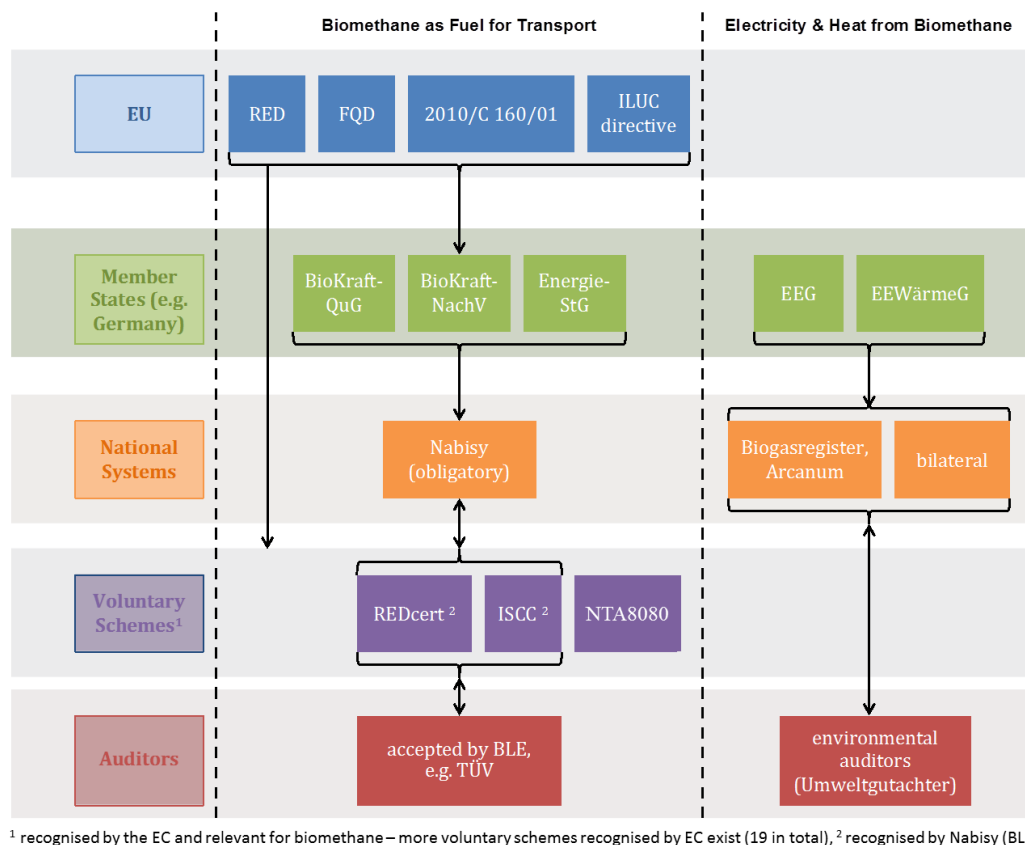 Biomethane as Fuel for Transport
Electricity & Heat from Biomethane
EU
RED
FQD
2010/C 160/01
ILUC
directive
Member
States (e.g.
Germany)
BioKraft-
QuG
BioKraft-
NachV
Energie-
StG
EEG
EEWärmeG
National
Systems
Nabisy
(obligatory)
Biogasregister,
Arcanum
bilateral
Voluntary
Schemes¹
REDcert ²
ISCC ²
NTA8080
Auditors
accepted by BLE,
e.g. TÜV
environmental
auditors
(Umweltgutachter)
¹ recognised by the EC and relevant for biomethane – more voluntary schemes recognised by EC exist (19 in total), ² recognised by Nabisy (BL